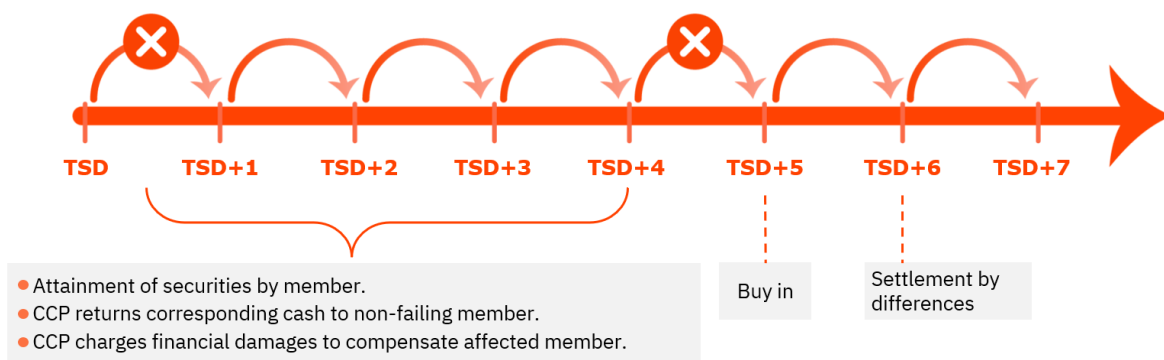 TSD TSD+1 TSD+2 TSD+3 TSD+4 TSD+5 TSD+6 TSD+7
Attainment of securities by member.
CCP returns corresponding cash to non-failing member.
CCP charges financial damages to compensate affected member.
Buy in
Settlement by
differences